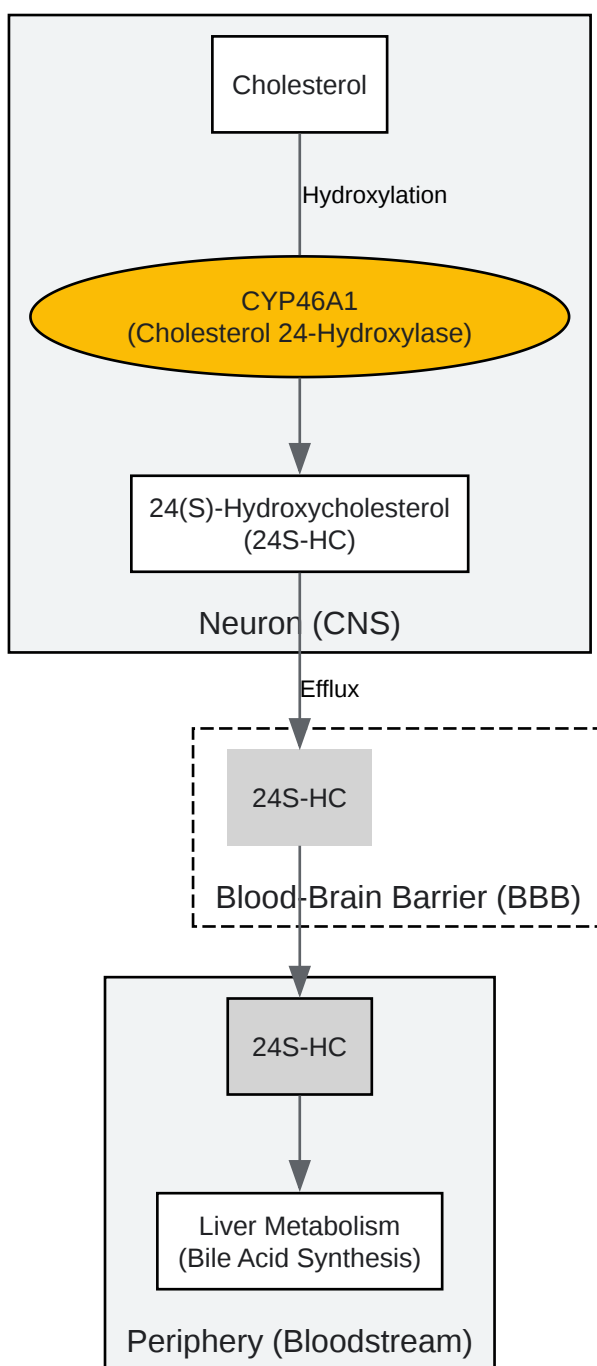 Cholesterol
Hydroxylation
CYP46A1
(Cholesterol 24-Hydroxylase)
24(S)-Hydroxycholesterol
(24S-HC)
Neuron (CNS)
Efflux
24S-HC
Blood-Brain Barrier (BBB)
24S-HC
Liver Metabolism
(Bile Acid Synthesis)
Periphery (Bloodstream)